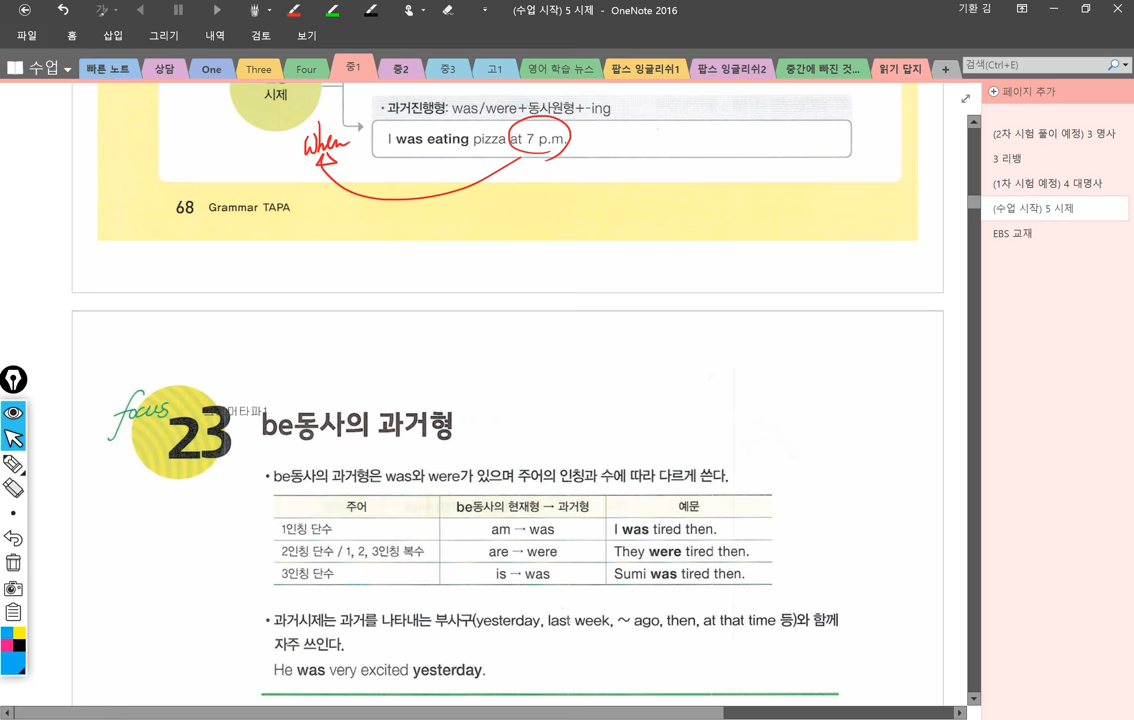 (수업 시작) 5 시제 - OneNote 2016
기환 김
파일 홈 삽입 그리기 내역 검토 보기
수업 빠른 노트 상담 One Three Four 중1 중2 중3 고1 영어 학습 뉴스 팝스 잉글리쉬1 팝스 잉글리쉬2 중간에 빠진 것... 읽기 답지 + 검색(Ctrl+E)
페이지 추가
(2차 시험 풀이 예정) 3 명사
3 리뱅
(1차 시험 예정) 4 대명사
(수업 시작) 5 시제
EBS 교재
시제
• 과거진행형: was/were+동사원형+-ing
I was eating pizza at 7 p.m.
when
68 Grammar TAPA
focus
23
be동사의 과거형
• be동사의 과거형은 was와 were가 있으며 주어의 인칭과 수에 따라 다르게 쓴다.
주어 be동사의 현재형 → 과거형 예문
1인칭 단수 am → was I was tired then.
2인칭 단수 / 1, 2, 3인칭 복수 are → were They were tired then.
3인칭 단수 is → was Sumi was tired then.
• 과거시제는 과거를 나타내는 부사구(yesterday, last week, ~ ago, then, at that time 등)와 함께
자주 쓰인다.
He was very excited yesterday.